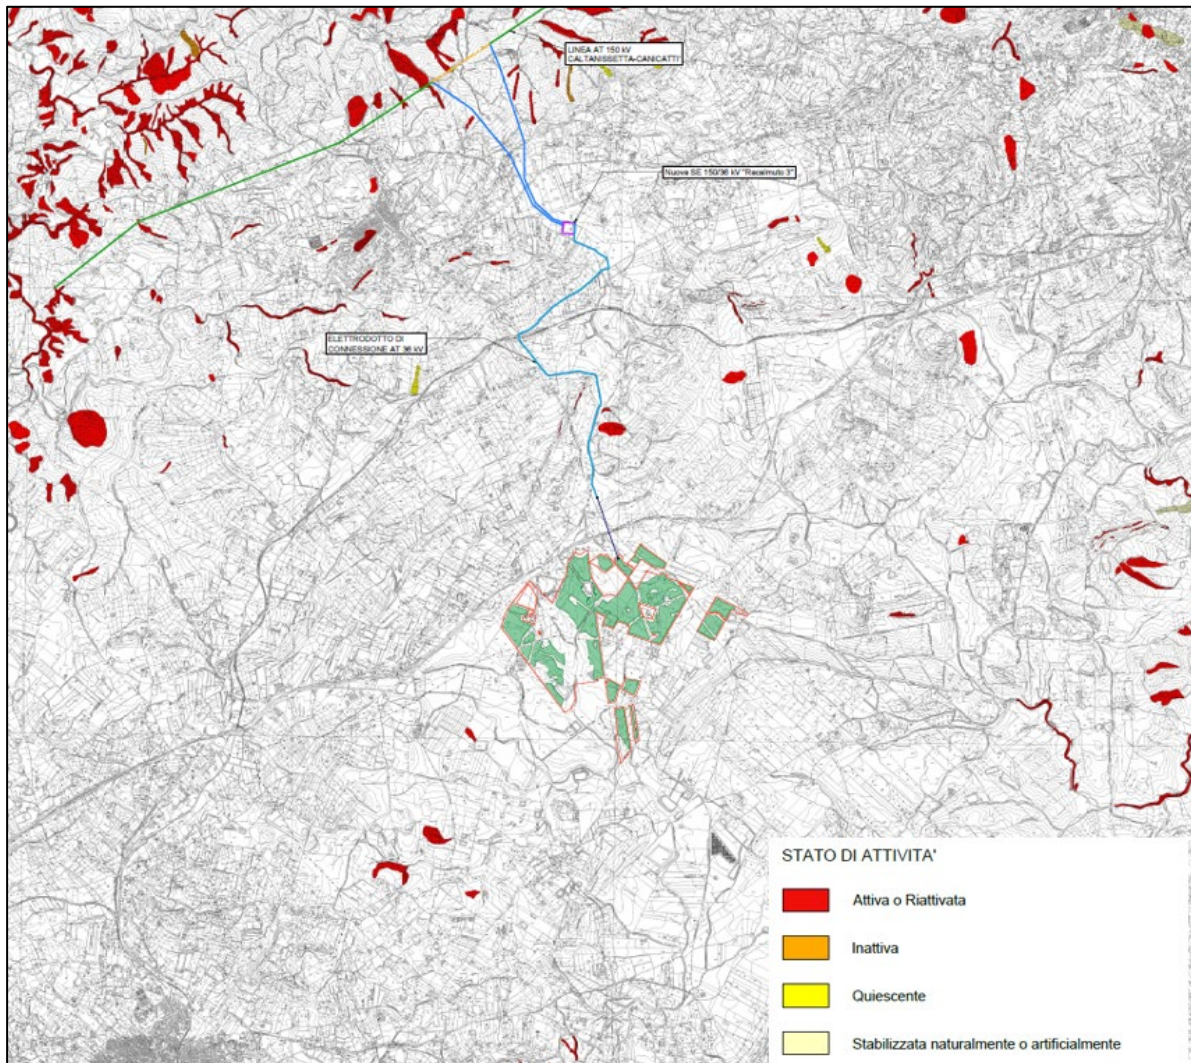 LINEA AT 150 kV
CALTANISSETTA-CANICATTI'
Nuova SE 150/36 kV "Racalmuto 3"
ELETTRODOTTO DI
CONNESSIONE AT 36 kV
STATO DI ATTIVITA'
Attiva o Riattivata
Inattiva
Quiescente
Stabilizzata naturalmente o artificialmente